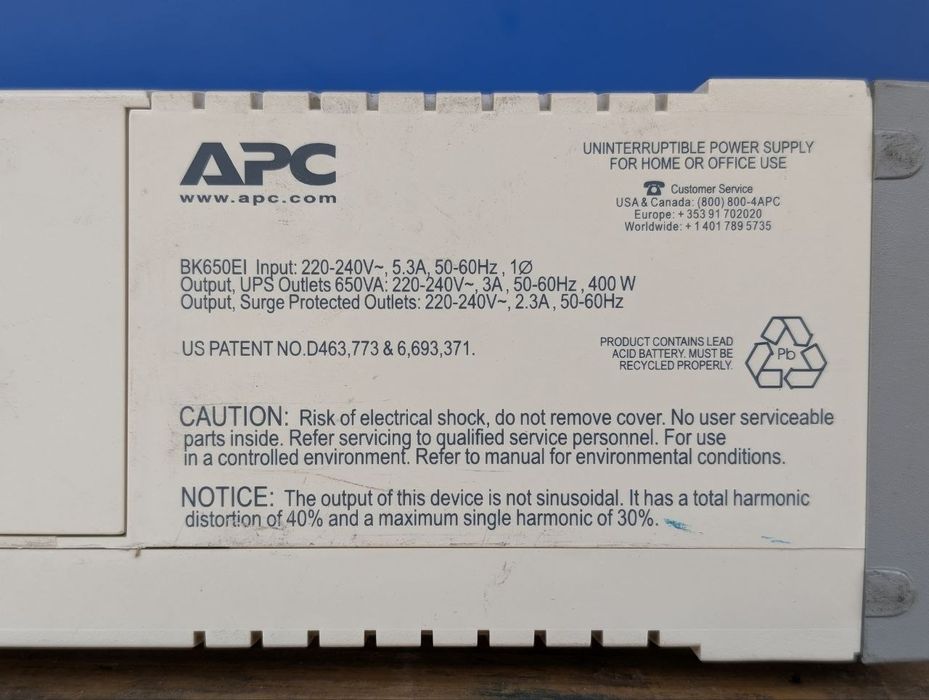 APC
www.apc.com
UNINTERRUPTIBLE POWER SUPPLY
FOR HOME OR OFFICE USE
Customer Service
USA & Canada: (800) 800-4APC
Europe: + 353 91 702020
Worldwide: + 1 401 789 5735
BK650EI Input: 220-240V~, 5.3A, 50-60Hz , 1Ø
Output, UPS Outlets 650VA: 220-240V~, 3A , 50-60Hz , 400 W
Output, Surge Protected Outlets: 220-240V~, 2.3A , 50-60Hz
US PATENT NO.D463,773 & 6,693,371.
PRODUCT CONTAINS LEAD
ACID BATTERY. MUST BE
RECYCLED PROPERLY.
Pb
CAUTION: Risk of electrical shock, do not remove cover. No user serviceable
parts inside. Refer servicing to qualified service personnel. For use
in a controlled environment. Refer to manual for environmental conditions.
NOTICE: The output of this device is not sinusoidal. It has a total harmonic
distortion of 40% and a maximum single harmonic of 30%.